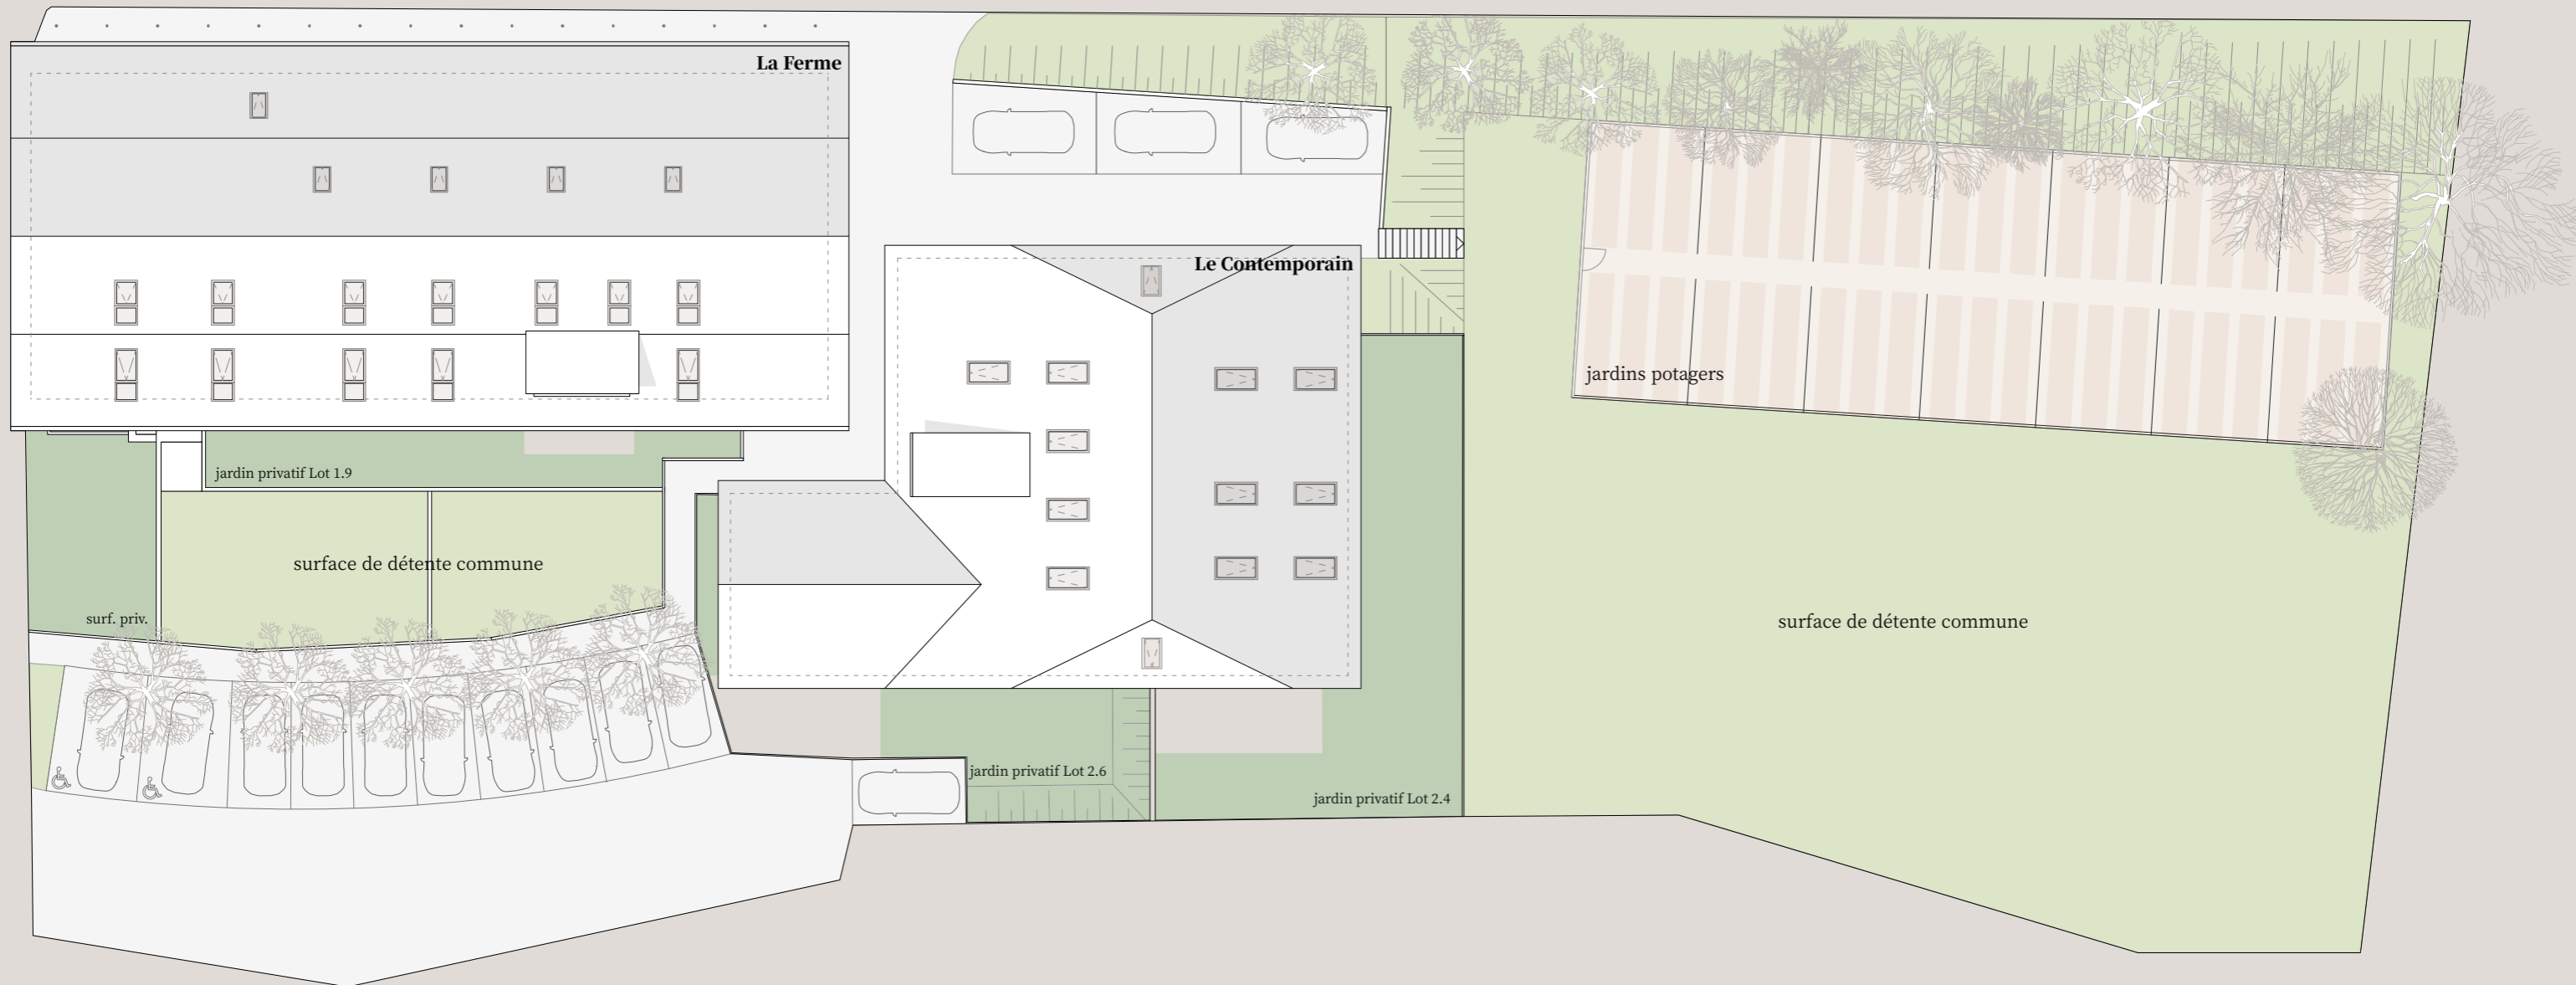 La Ferme
Le Contemporain
jardins potagers
jardin privatif Lot 1.9
surface de détente commune
surf. priv.
surface de détente commune
jardin privatif Lot 2.6
jardin privatif Lot 2.4